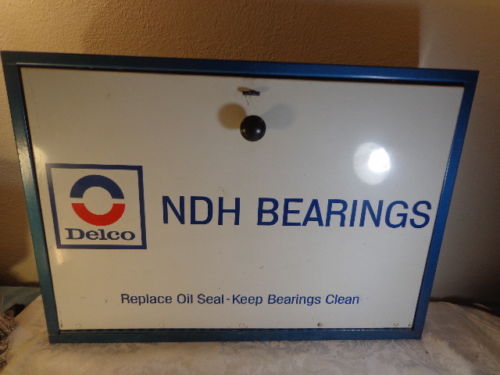 NDH BEARINGS
Delco
Replace Oil Seal-Keep Bearings Clean